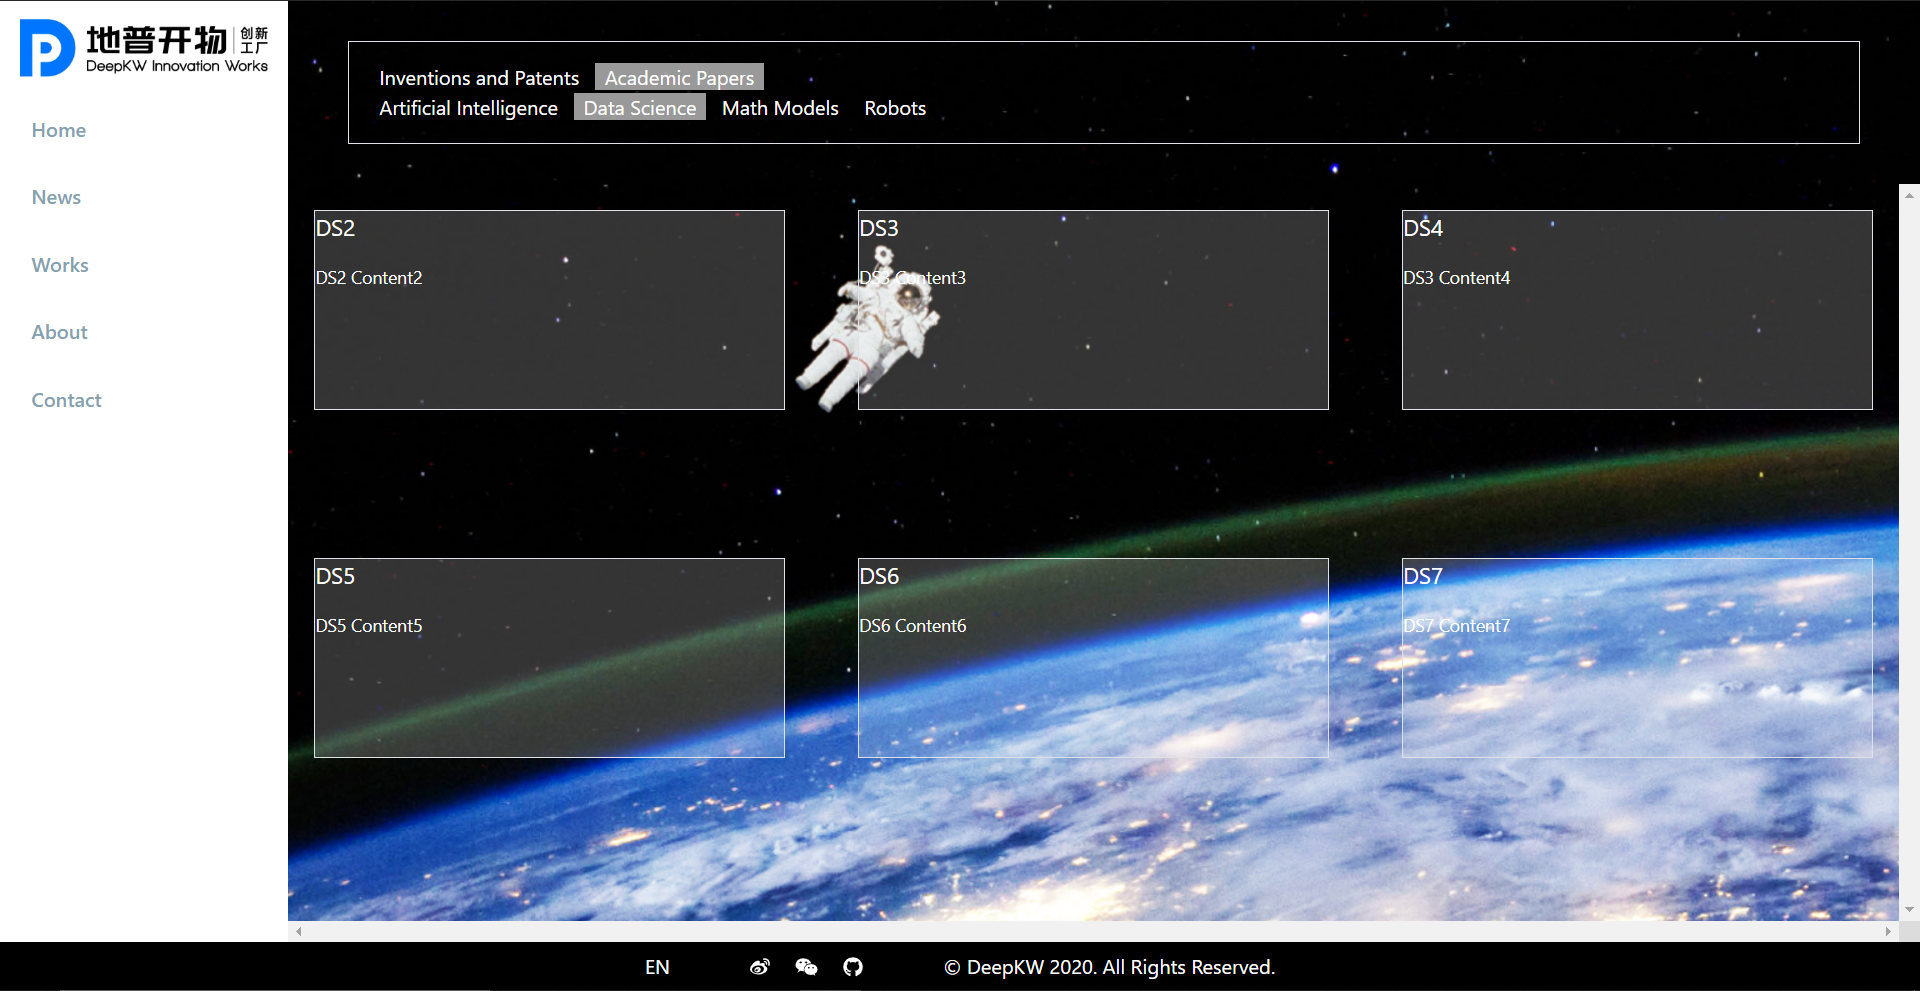 地普开物 创新工厂
DeepKW Innovation Works
Home
News
Works
About
Contact
Inventions and Patents Academic Papers
Artificial Intelligence Data Science Math Models Robots
DS2
DS2 Content2
DS3
DS3 Content3
DS4
DS3 Content4
DS5
DS5 Content5
DS6
DS6 Content6
DS7
DS7 Content7
EN
© DeepKW 2020. All Rights Reserved.